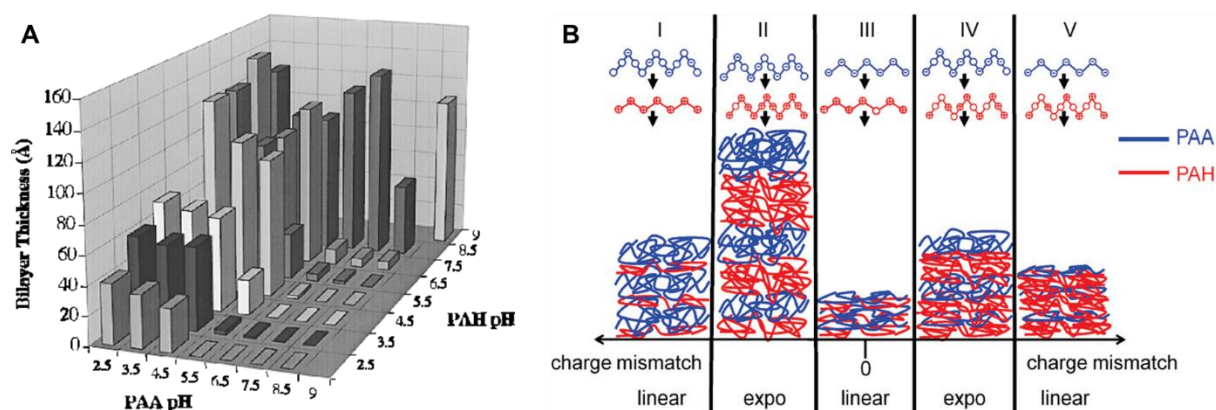 A
Bilayer Thickness (Å)
160
140
120
100
80
60
40
20
0
2.5
3.5
4.5
5.5
6.5
7.5
8.5
9
PAA pH
2.5
3.5
4.5
5.5
6.5
7.5
8.5
9
PAH pH
B
I II III IV V
PAA
PAH
charge mismatch 0 charge mismatch
linear expo linear expo linear